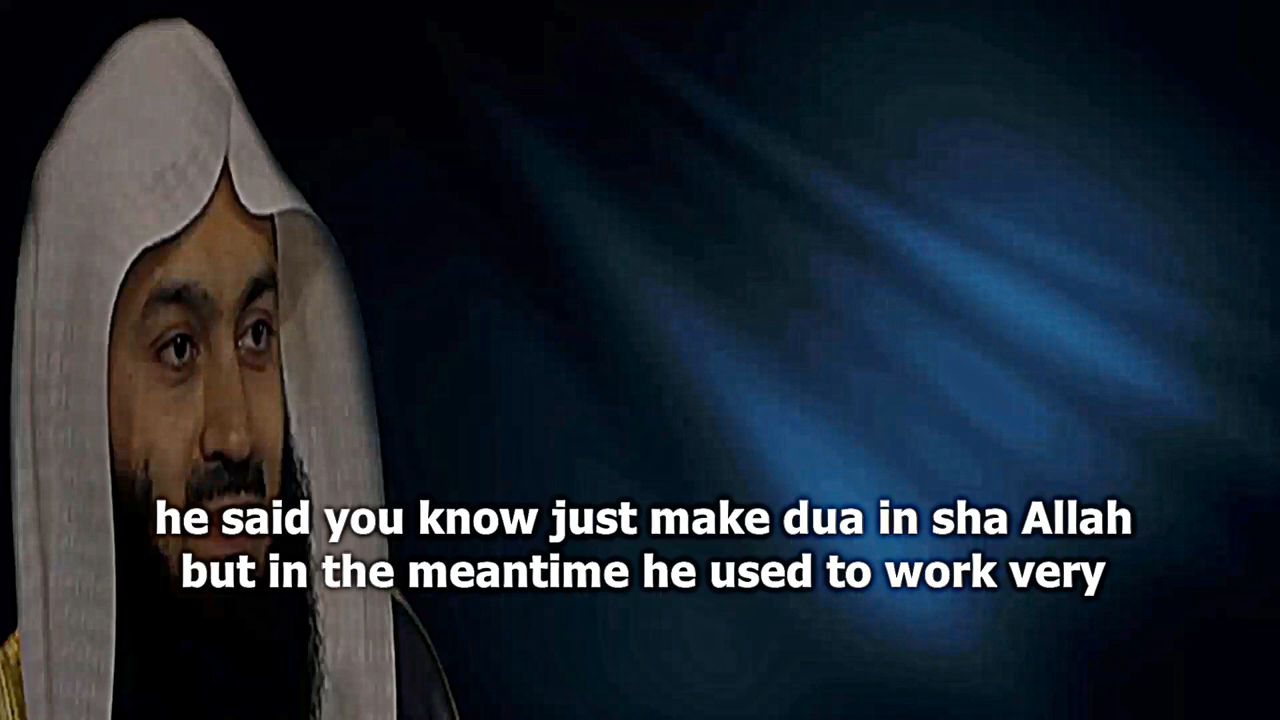 he said you know just make dua in sha Allah
but in the meantime he used to work very